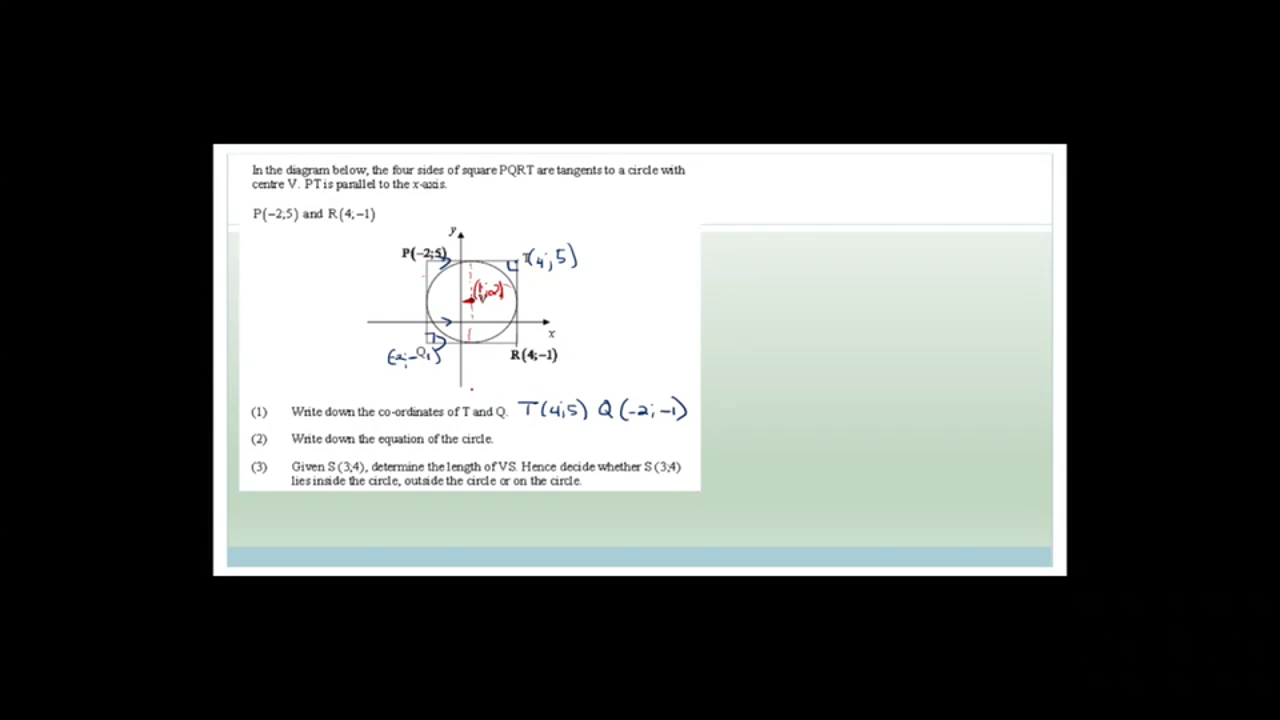 In the diagram below, the four sides of square PQRT are tangents to a circle with
centre V. PT is parallel to the x-axis.
P(−2;5) and R(4;−1)
y
P(−2;5)
T(4;5)
(1;2)
V
x
(-2;-1)
Q
R(4;−1)
(1) Write down the co-ordinates of T and Q. T(4;5) Q(-2;-1)
(2) Write down the equation of the circle.
(3) Given S(3;4), determine the length of VS. Hence decide whether S(3;4)
lies inside the circle, outside the circle or on the circle.